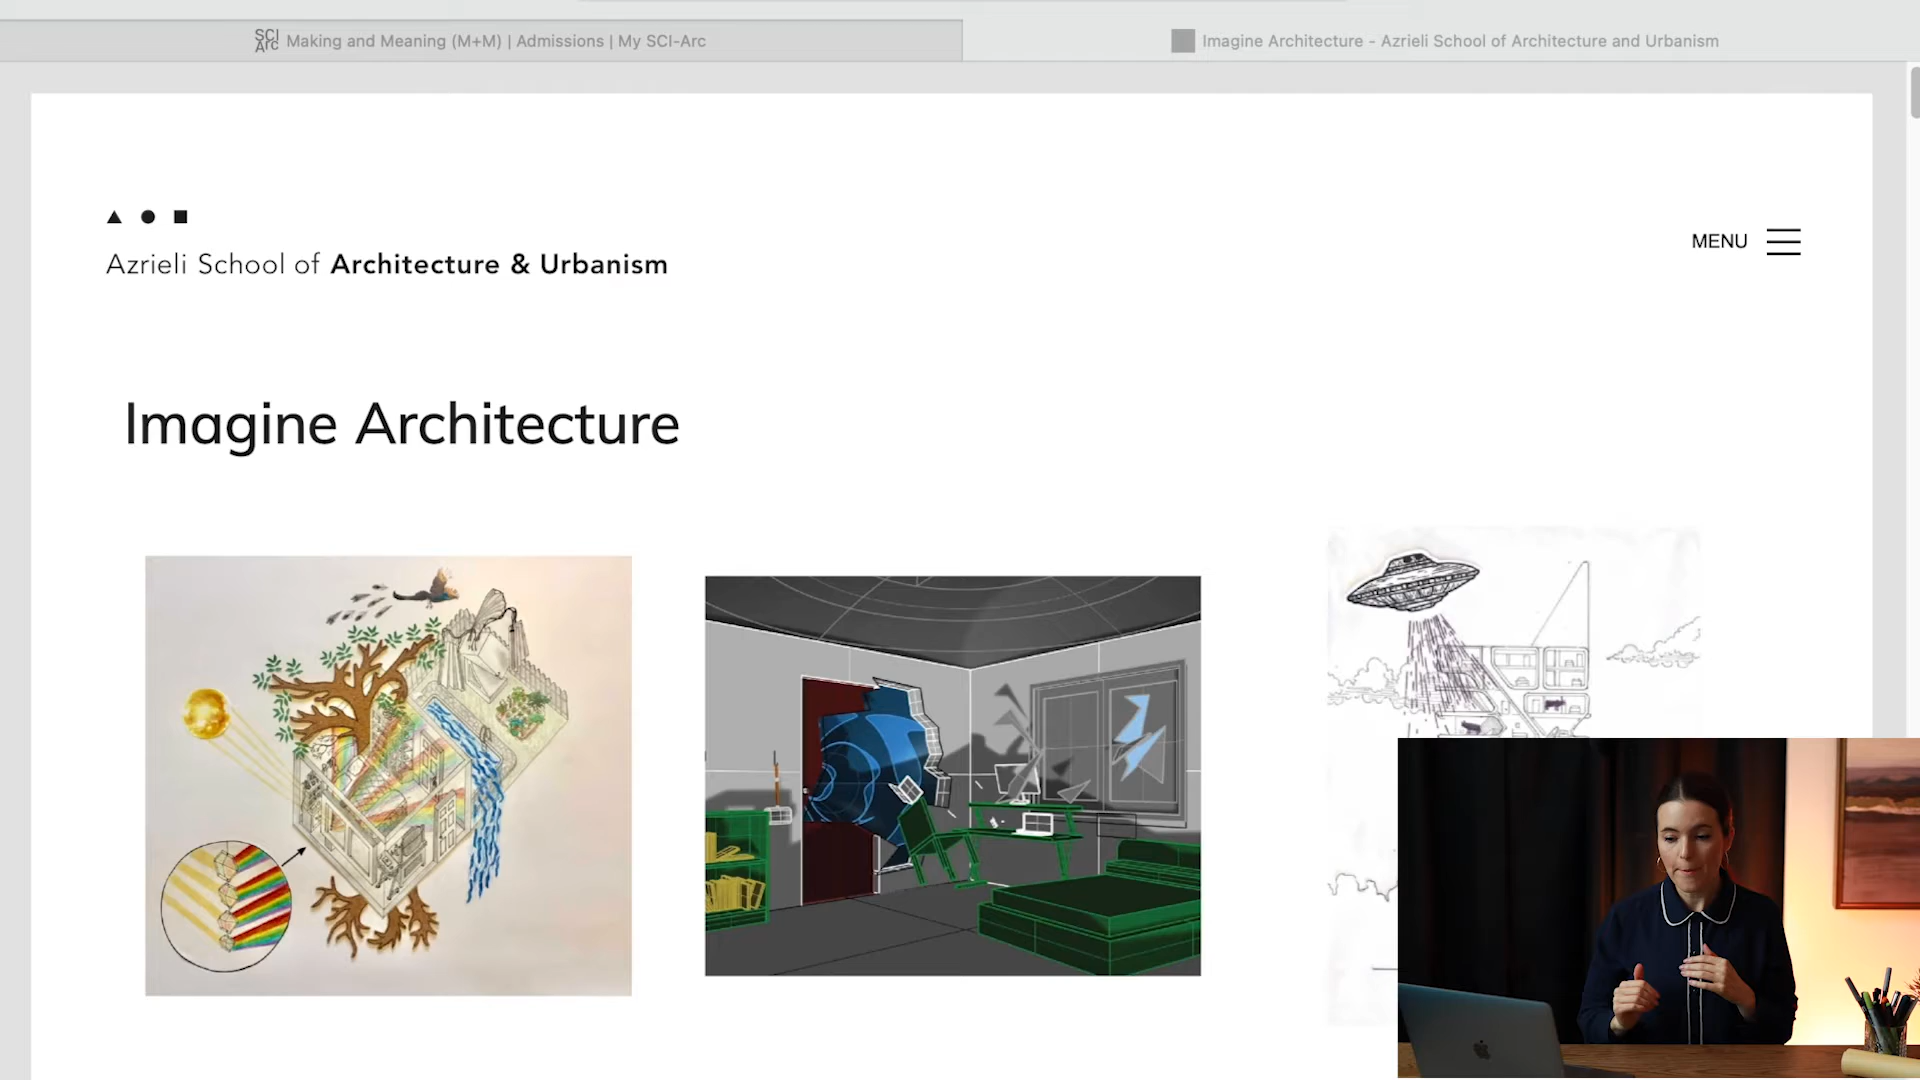 SCI
Arc
Making and Meaning (M+M) | Admissions | My SCI-Arc
Imagine Architecture - Azrieli School of Architecture and Urbanism
MENU
Azrieli School of Architecture & Urbanism
Imagine Architecture